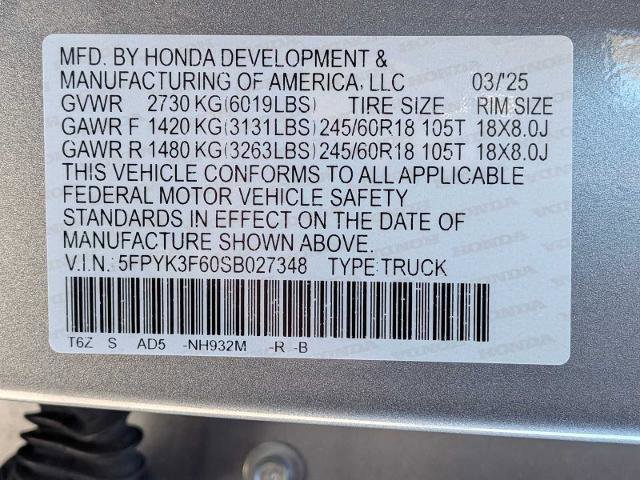 MFD. BY HONDA DEVELOPMENT &
MANUFACTURING OF AMERICA, LLC 03/'25
GVWR 2730 KG(6019LBS) TIRE SIZE RIM SIZE
GAWR F 1420 KG(3131LBS) 245/60R18 105T 18X8.0J
GAWR R 1480 KG(3263LBS) 245/60R18 105T 18X8.0J
THIS VEHICLE CONFORMS TO ALL APPLICABLE
FEDERAL MOTOR VEHICLE SAFETY
STANDARDS IN EFFECT ON THE DATE OF
MANUFACTURE SHOWN ABOVE.
V.I.N.: 5FPYK3F60SB027348 TYPE:TRUCK
T6Z S AD5 -NH932M -R -B